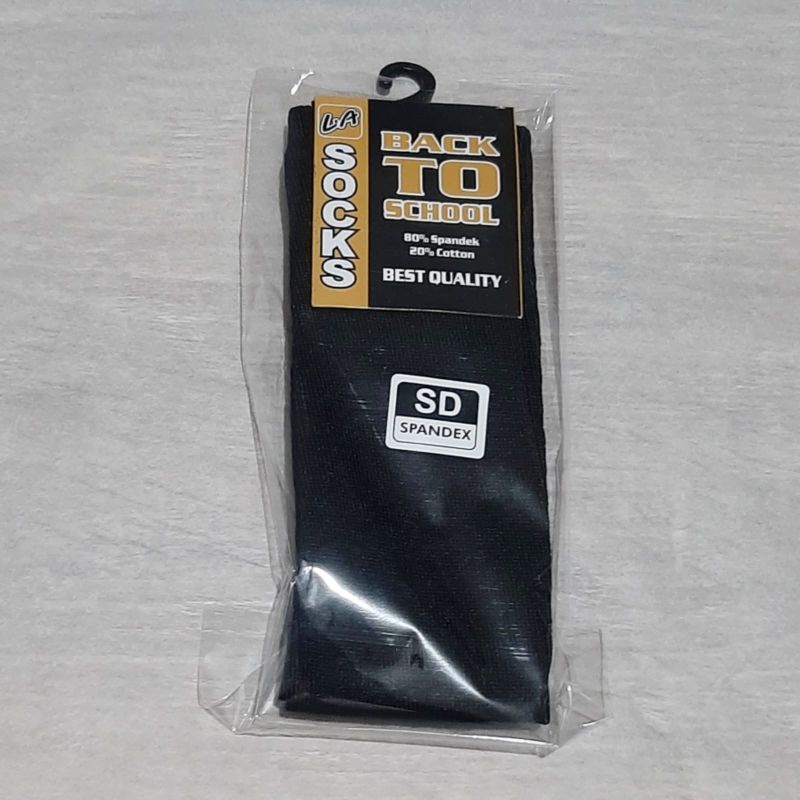 LA
SOCKS
BACK
TO
SCHOOL
80% Spandek
20% Cotton
BEST QUALITY
SD
SPANDEX